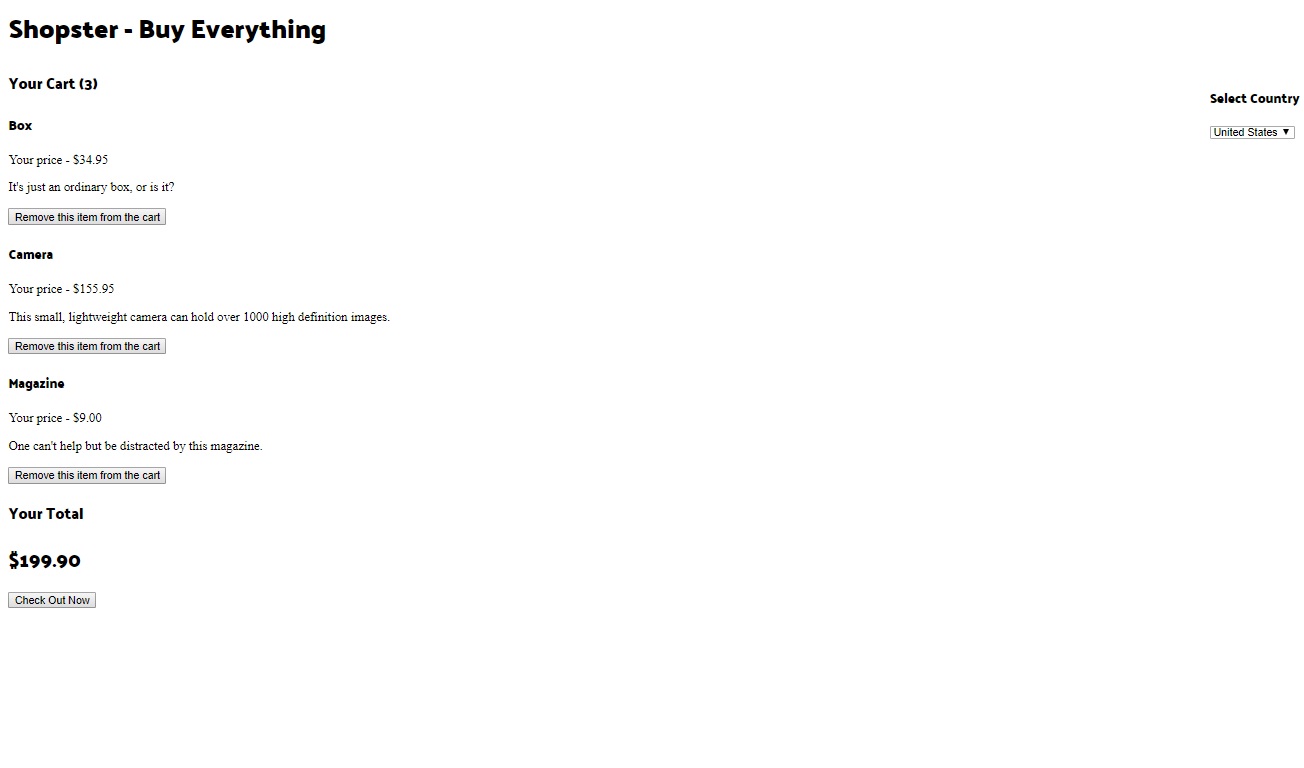 Shopster - Buy Everything
Your Cart (3)
Select Country
United States
Box
Your price - $34.95
It's just an ordinary box, or is it?
Remove this item from the cart
Camera
Your price - $155.95
This small, lightweight camera can hold over 1000 high definition images.
Remove this item from the cart
Magazine
Your price - $9.00
One can't help but be distracted by this magazine.
Remove this item from the cart
Your Total
$199.90
Check Out Now